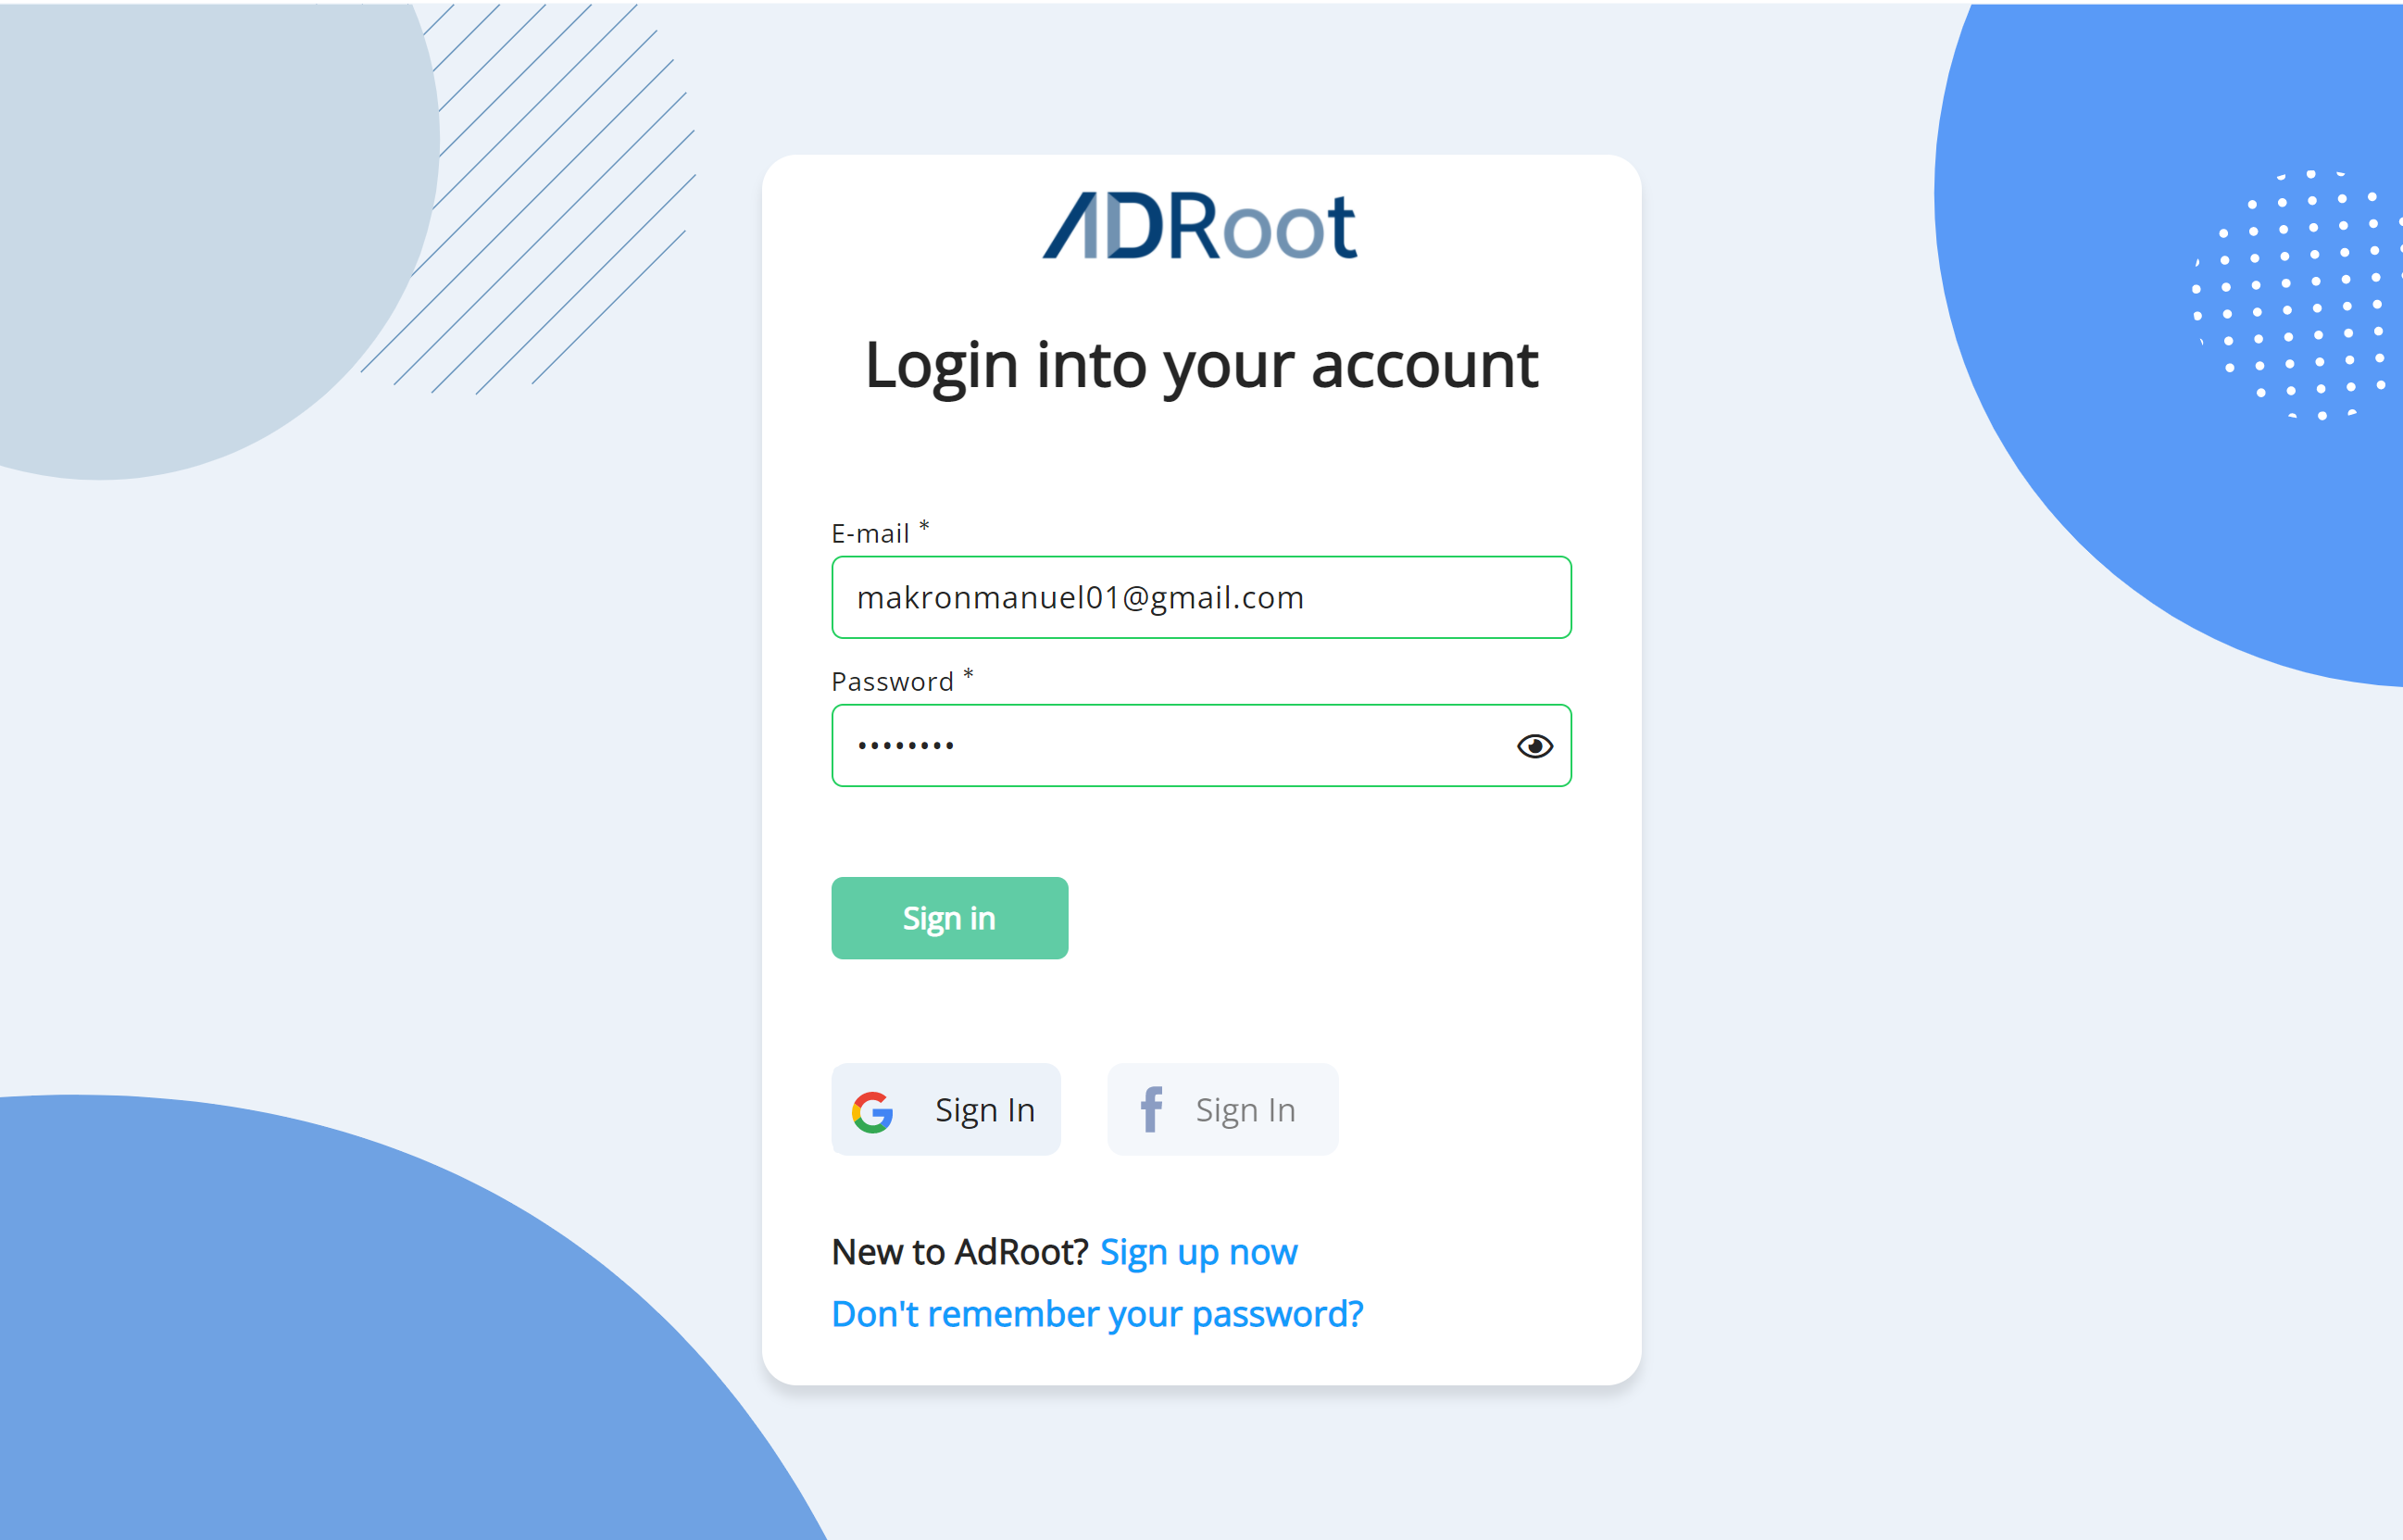 ADRoot
Login into your account
E-mail *
makronmanuel01@gmail.com
Password *
••••••••
Sign in
Sign In
Sign In
New to AdRoot? Sign up now
Don't remember your password?